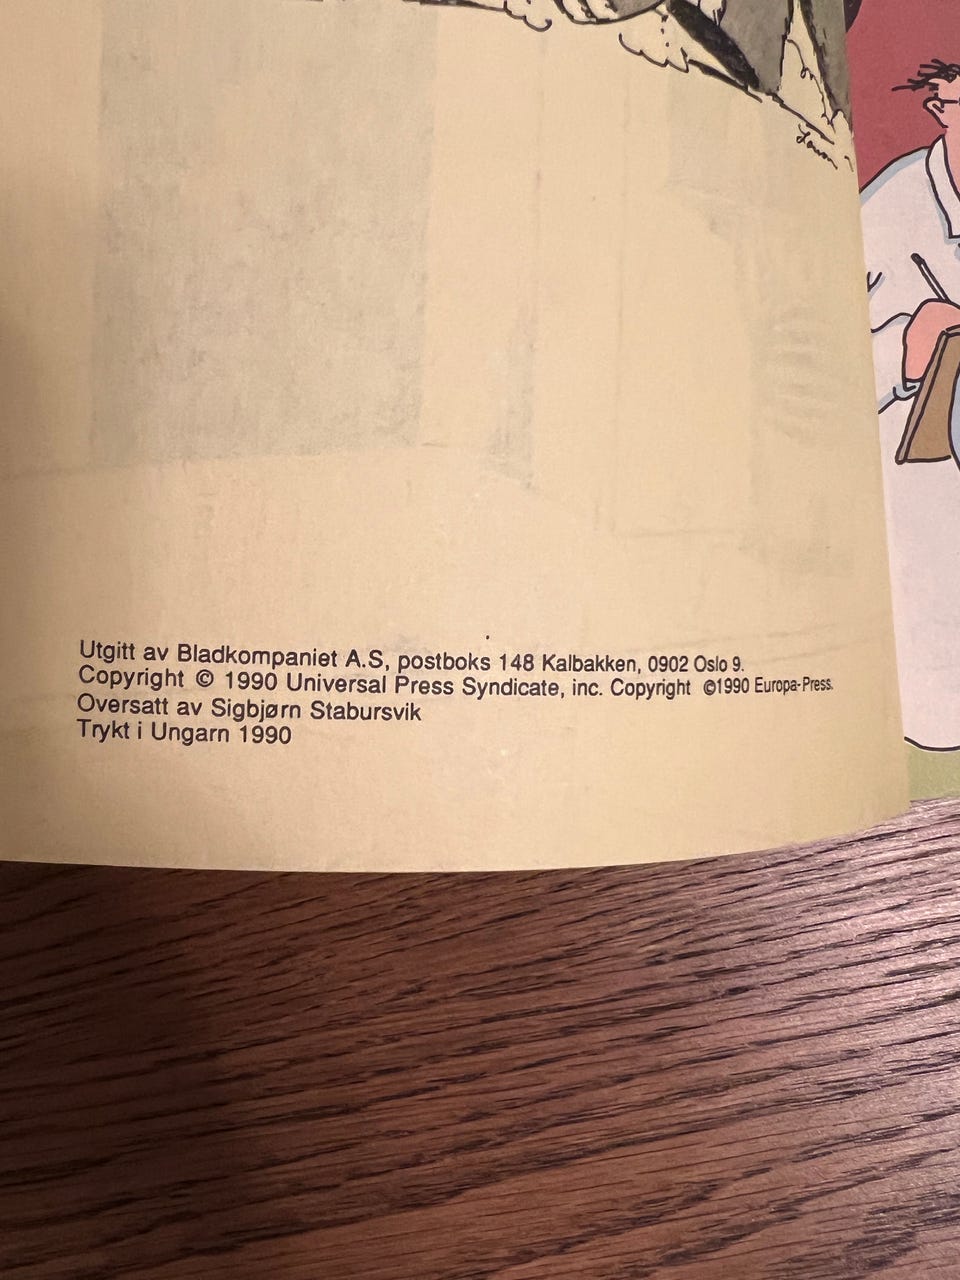 Larson
Utgitt av Bladkompaniet A.S, postboks 148 Kalbakken, 0902 Oslo 9.
Copyright © 1990 Universal Press Syndicate, inc. Copyright ©1990 Europa-Press.
Oversatt av Sigbjørn Stabursvik
Trykt i Ungarn 1990